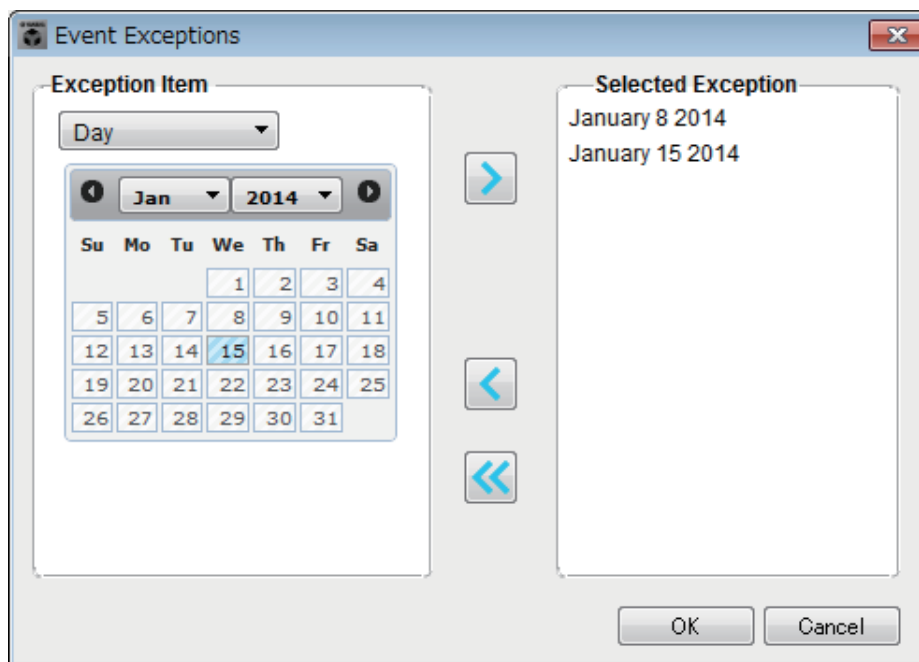 Event Exceptions
Exception Item
Day
Jan 2014
Su Mo Tu We Th Fr Sa
1 2 3 4
5 6 7 8 9 10 11
12 13 14 15 16 17 18
19 20 21 22 23 24 25
26 27 28 29 30 31
Selected Exception
January 8 2014
January 15 2014
OK Cancel